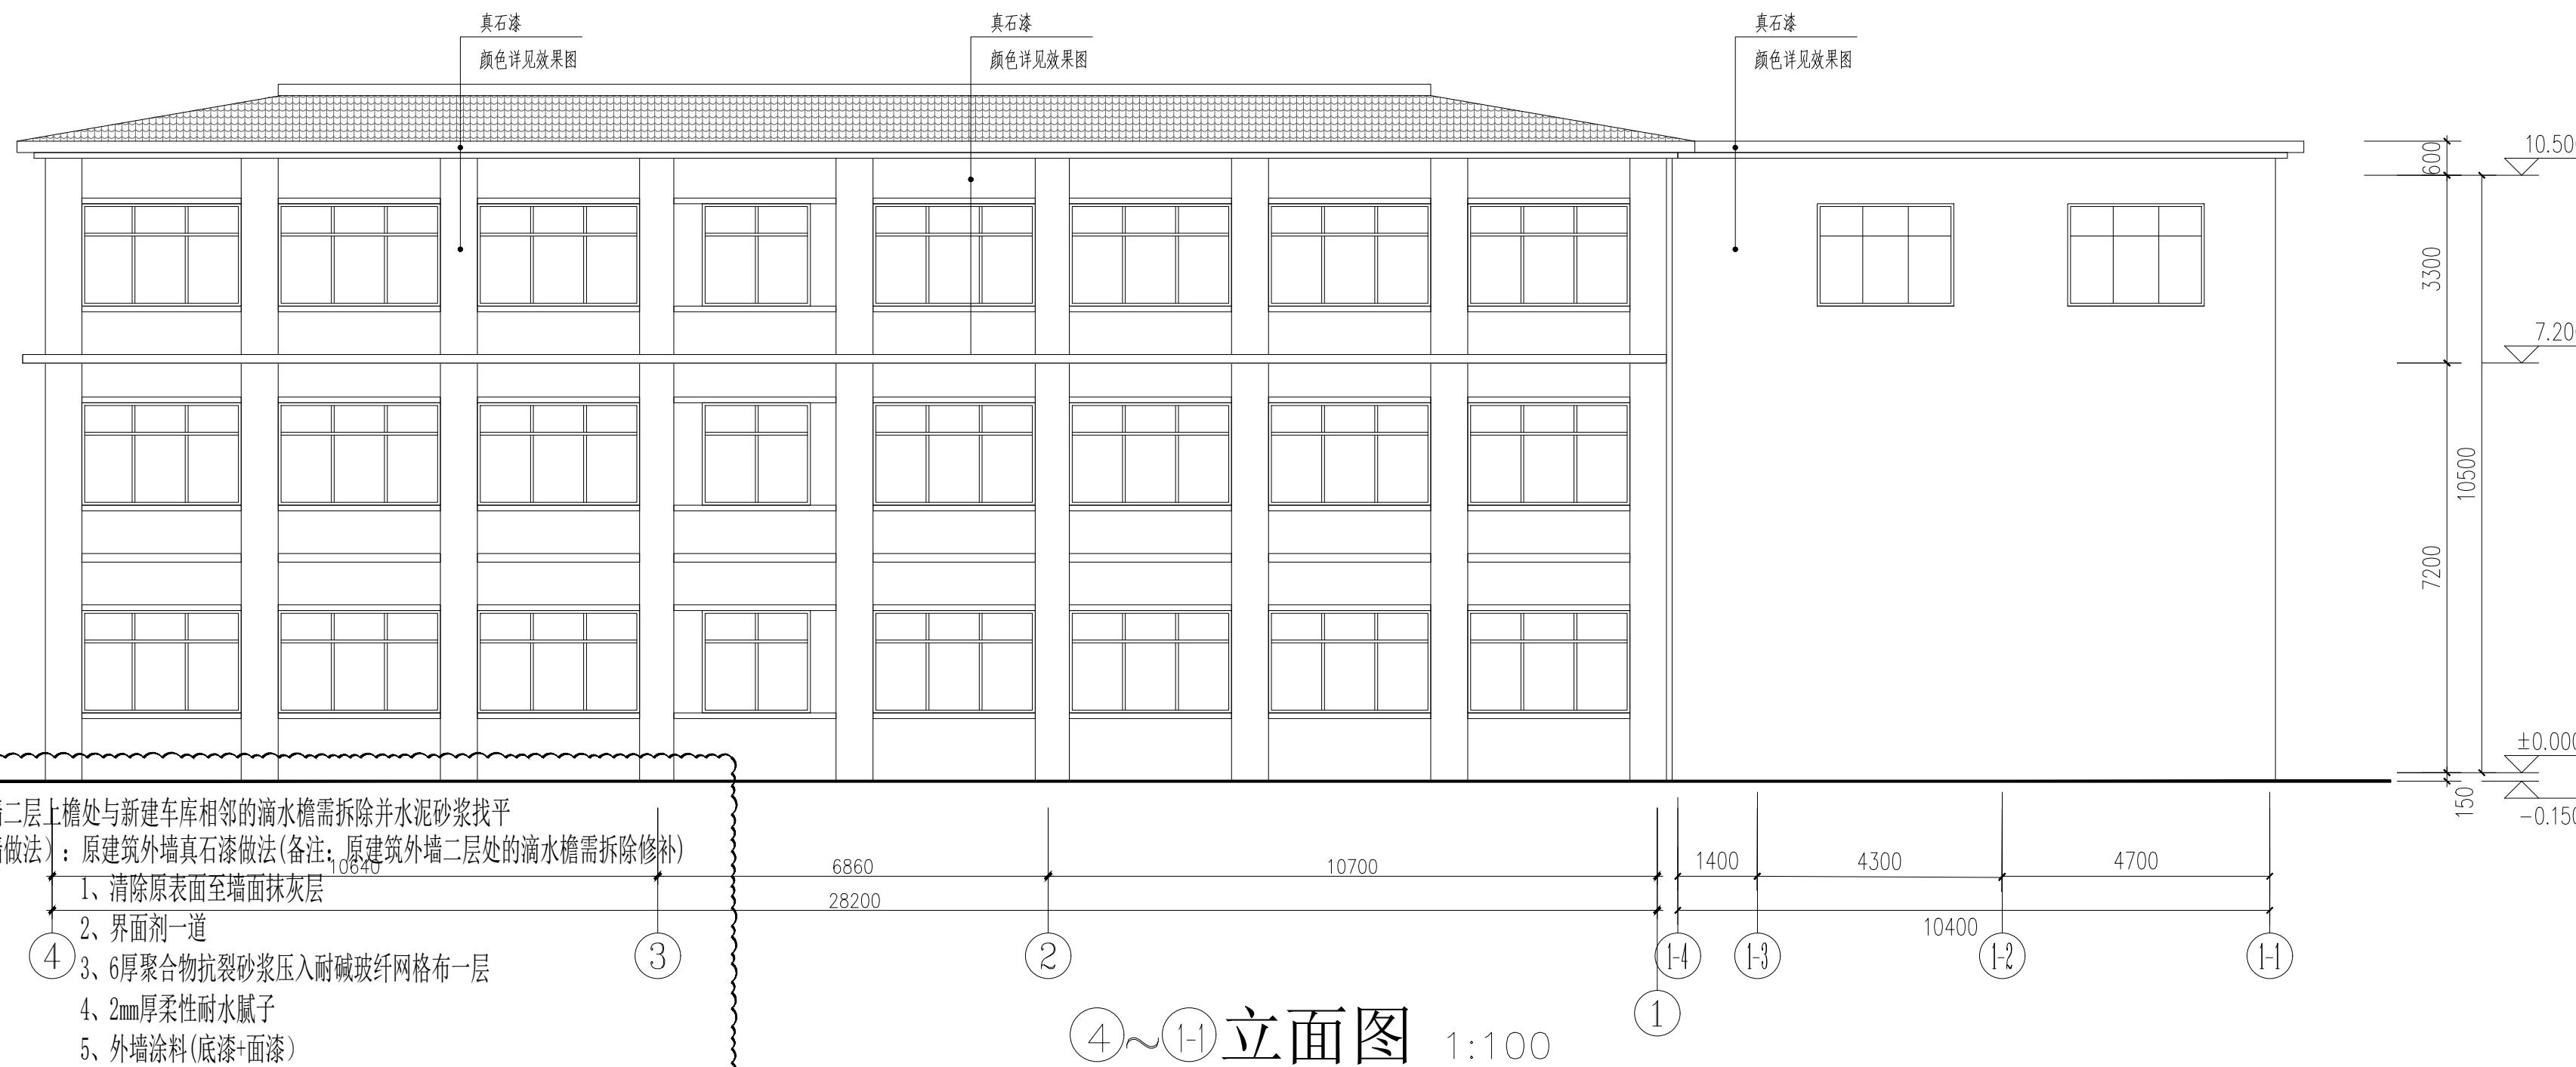 真石漆
颜色详见效果图
真石漆
颜色详见效果图
真石漆
颜色详见效果图
600
10.50
3300
7.20
10500
7200
±0.000
150
-0.150
二层上檐处与新建车库相邻的滴水檐需拆除并水泥砂浆找平
做法）：原建筑外墙真石漆做法(备注：原建筑外墙二层处的滴水檐需拆除修补)
1、清除原表面至墙面抹灰层
2、界面剂一道
3、6厚聚合物抗裂砂浆压入耐碱玻纤网格布一层
4、2mm厚柔性耐水腻子
5、外墙涂料(底漆+面漆）
10640 6860 10700 1400 4300 4700
28200 10400
4 3 2 1 1-4 1-3 1-2 1-1
4~1-1立面图 1:100